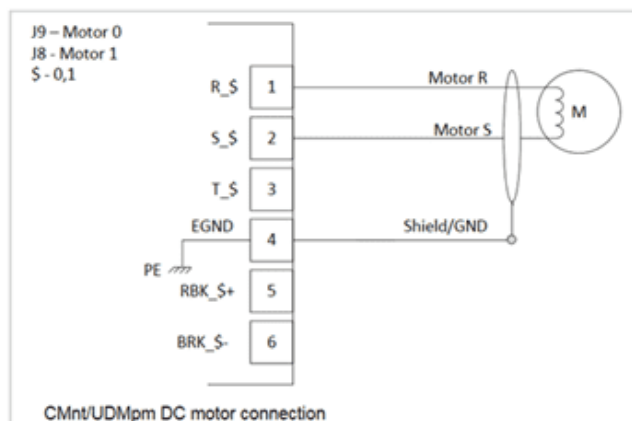 J9 – Motor 0
J8 - Motor 1
$ - 0,1
R_$ 1 Motor R
M
S_$ 2 Motor S
T_$ 3
EGND 4 Shield/GND
PE
RBK_$+ 5
BRK_$- 6
CMnt/UDMpm DC motor connection